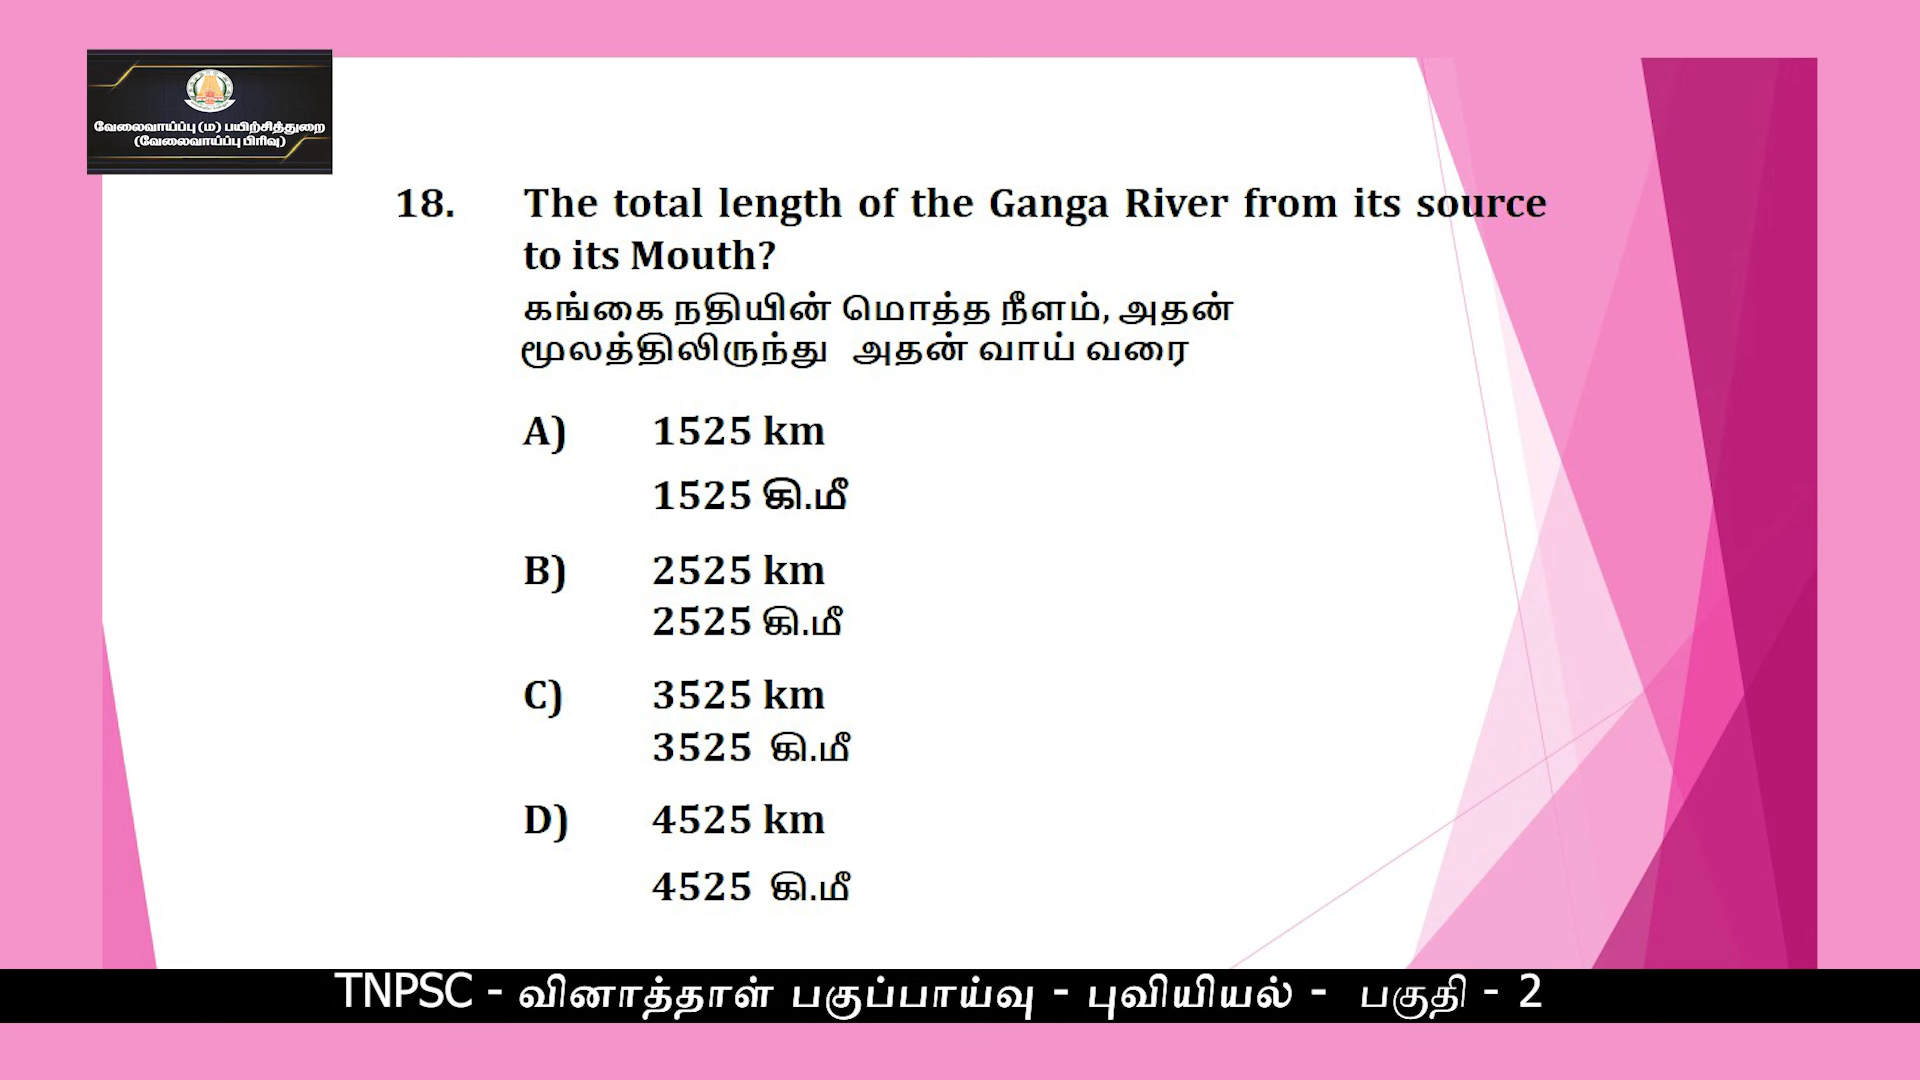 வேலைவாய்ப்பு (ம) பயிற்சித்துறை
(வேலைவாய்ப்பு பிரிவு)
18. The total length of the Ganga River from its source
to its Mouth?
கங்கை நதியின் மொத்த நீளம், அதன்
மூலத்திலிருந்து அதன் வாய் வரை
A) 1525 km
1525 கி.மீ
B) 2525 km
2525 கி.மீ
C) 3525 km
3525 கி.மீ
D) 4525 km
4525 கி.மீ
TNPSC - வினாத்தாள் பகுப்பாய்வு - புவியியல் - பகுதி - 2